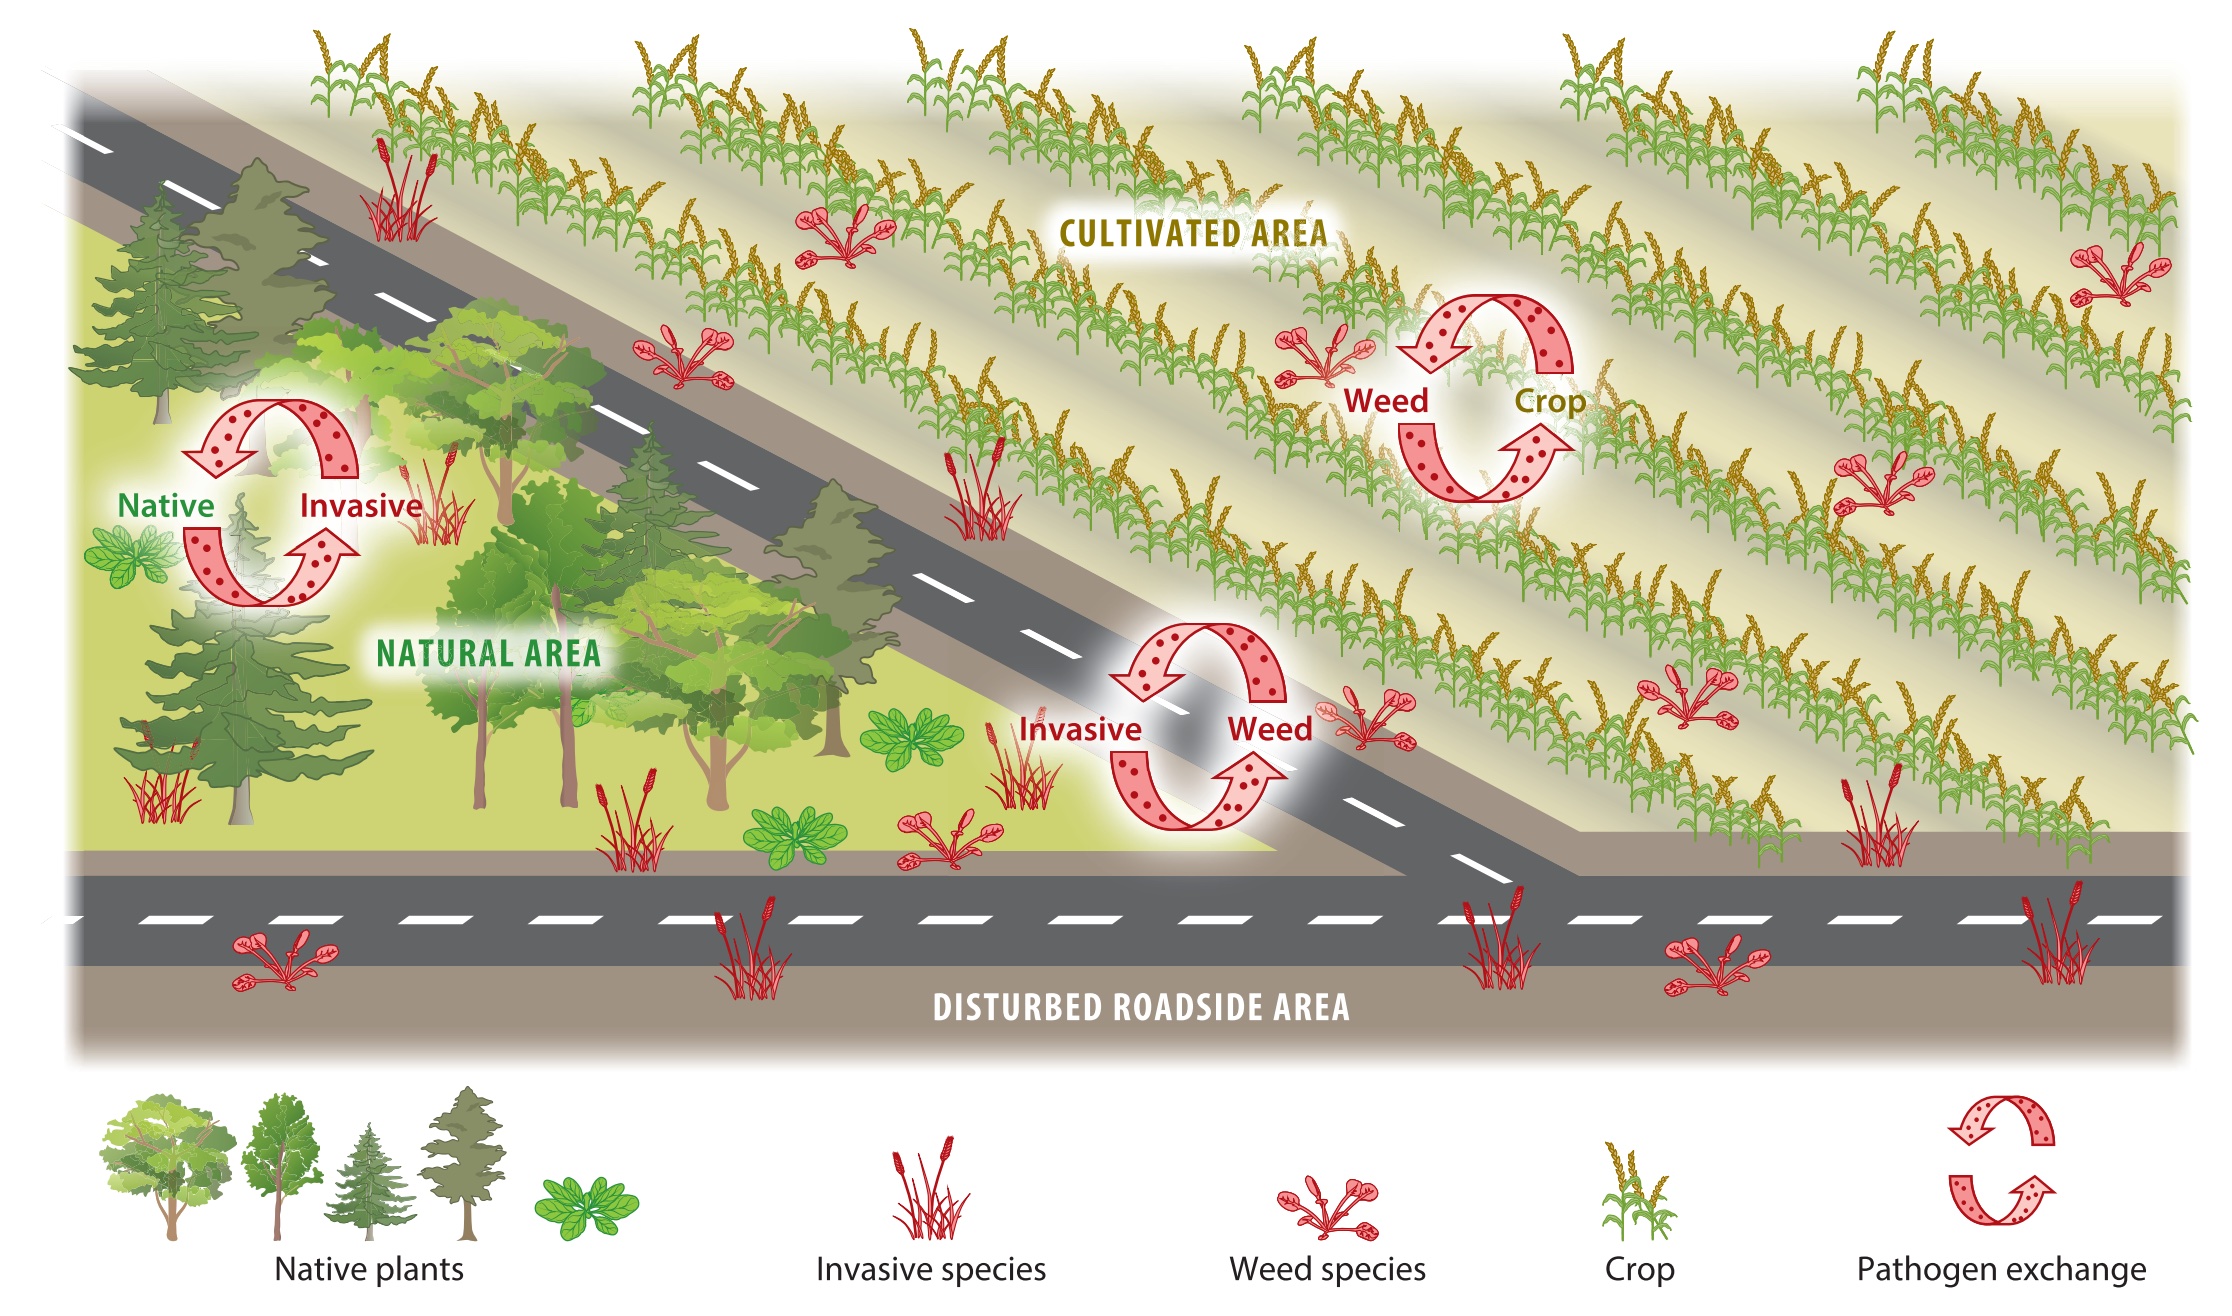 CULTIVATED AREA
Weed
Crop
Native
Invasive
NATURAL AREA
Invasive
Weed
DISTURBED ROADSIDE AREA
Native plants
Invasive species
Weed species
Crop
Pathogen exchange